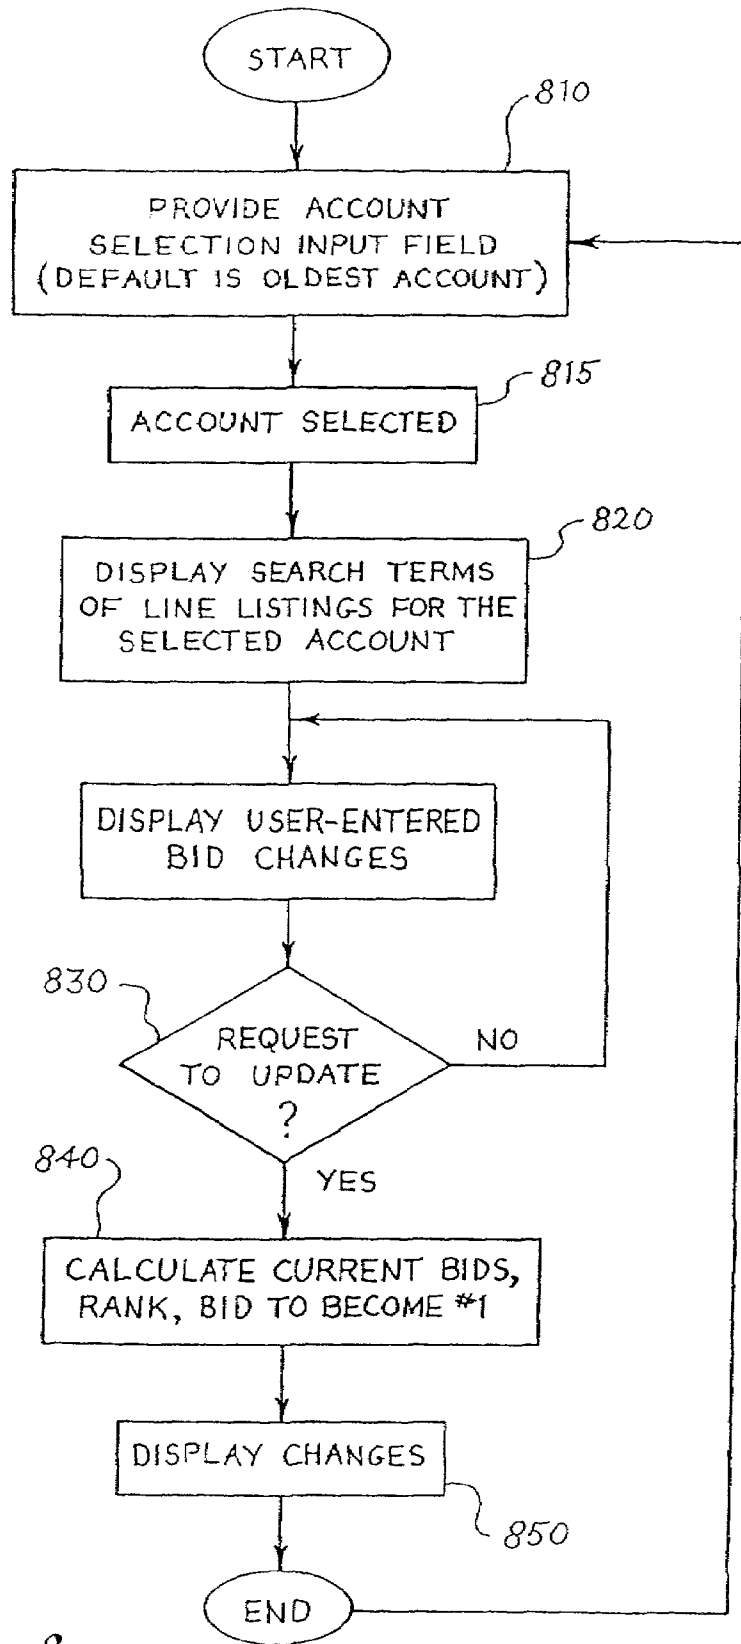 START
810
PROVIDE ACCOUNT
SELECTION INPUT FIELD
(DEFAULT IS OLDEST ACCOUNT)
815
ACCOUNT SELECTED
820
DISPLAY SEARCH TERMS
OF LINE LISTINGS FOR THE
SELECTED ACCOUNT
DISPLAY USER-ENTERED
BID CHANGES
830
REQUEST
TO UPDATE
?
NO
840
YES
CALCULATE CURRENT BIDS,
RANK, BID TO BECOME #1
DISPLAY CHANGES
850
END